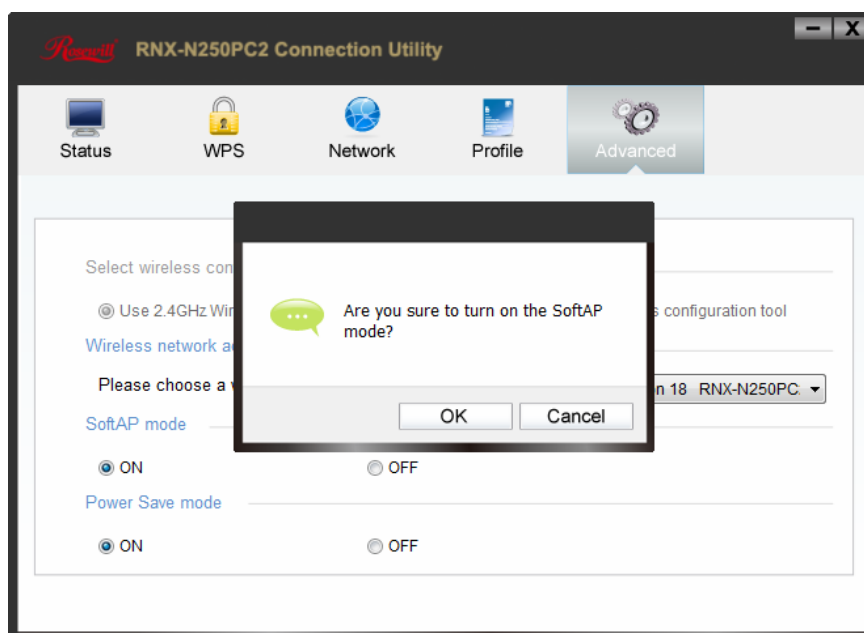 Rosewill RNX-N250PC2 Connection Utility
Status WPS Network Profile Advanced
Select wireless con
Use 2.4GHz Wir s configuration tool
Wireless network a
Please choose a n 18 RNX-N250PC
SoftAP mode
ON OFF
Power Save mode
ON OFF
Are you sure to turn on the SoftAP
mode?
OK Cancel